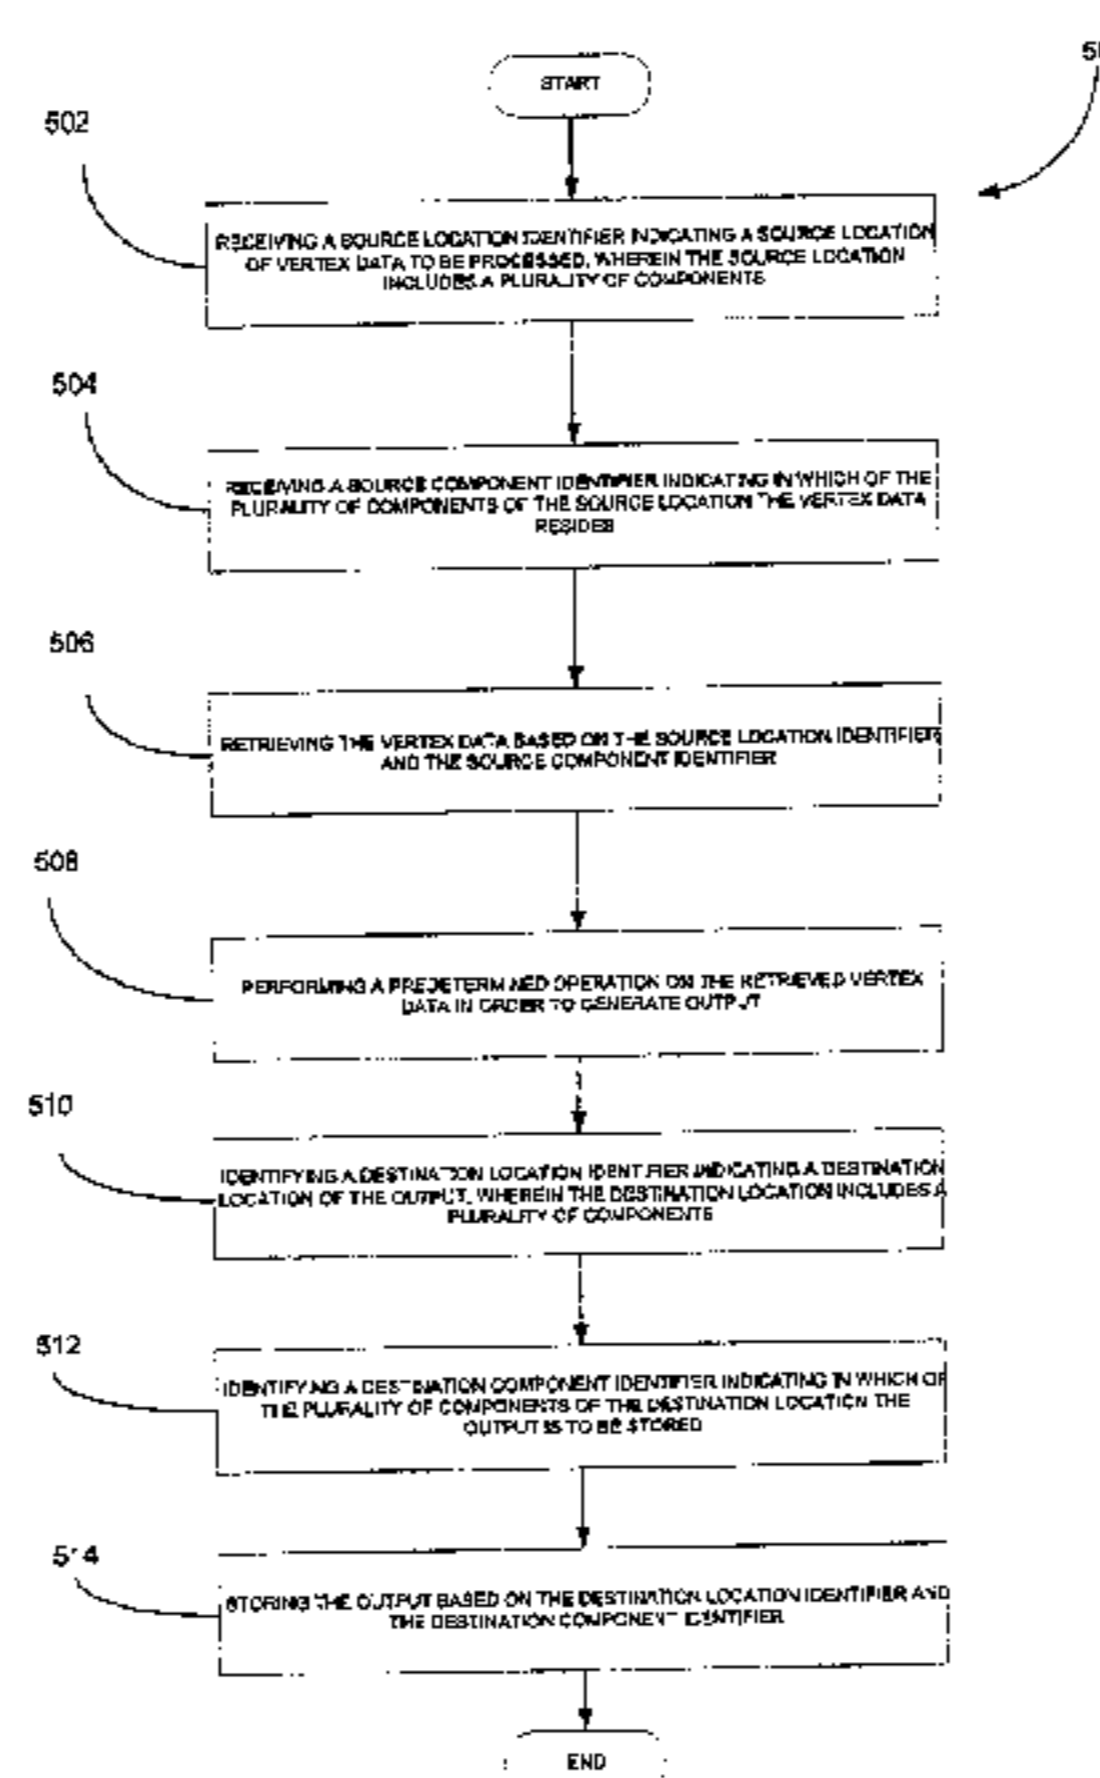 START
502
RECEIVING A SOURCE LOCATION IDENTIFIER INDICATING A SOURCE LOCATION
OF VERTEX DATA TO BE PROCESSED, WHEREIN THE SOURCE LOCATION
INCLUDES A PLURALITY OF COMPONENTS
504
RECEIVING A SOURCE COMPONENT IDENTIFIER INDICATING IN WHICH OF THE
PLURALITY OF COMPONENTS OF THE SOURCE LOCATION THE VERTEX DATA
RESIDES
506
RETRIEVING THE VERTEX DATA BASED ON THE SOURCE LOCATION IDENTIFIER
AND THE SOURCE COMPONENT IDENTIFIER
508
PERFORMING A PREDETERMINED OPERATION ON THE RETRIEVED VERTEX
DATA IN ORDER TO GENERATE OUTPUT
510
IDENTIFYING A DESTINATION LOCATION IDENTIFIER INDICATING A DESTINATION
LOCATION OF THE OUTPUT, WHEREIN THE DESTINATION LOCATION INCLUDES A
PLURALITY OF COMPONENTS
512
IDENTIFYING A DESTINATION COMPONENT IDENTIFIER INDICATING IN WHICH OF
THE PLURALITY OF COMPONENTS OF THE DESTINATION LOCATION THE
OUTPUT IS TO BE STORED
514
STORING THE OUTPUT BASED ON THE DESTINATION LOCATION IDENTIFIER AND
THE DESTINATION COMPONENT IDENTIFIER
END